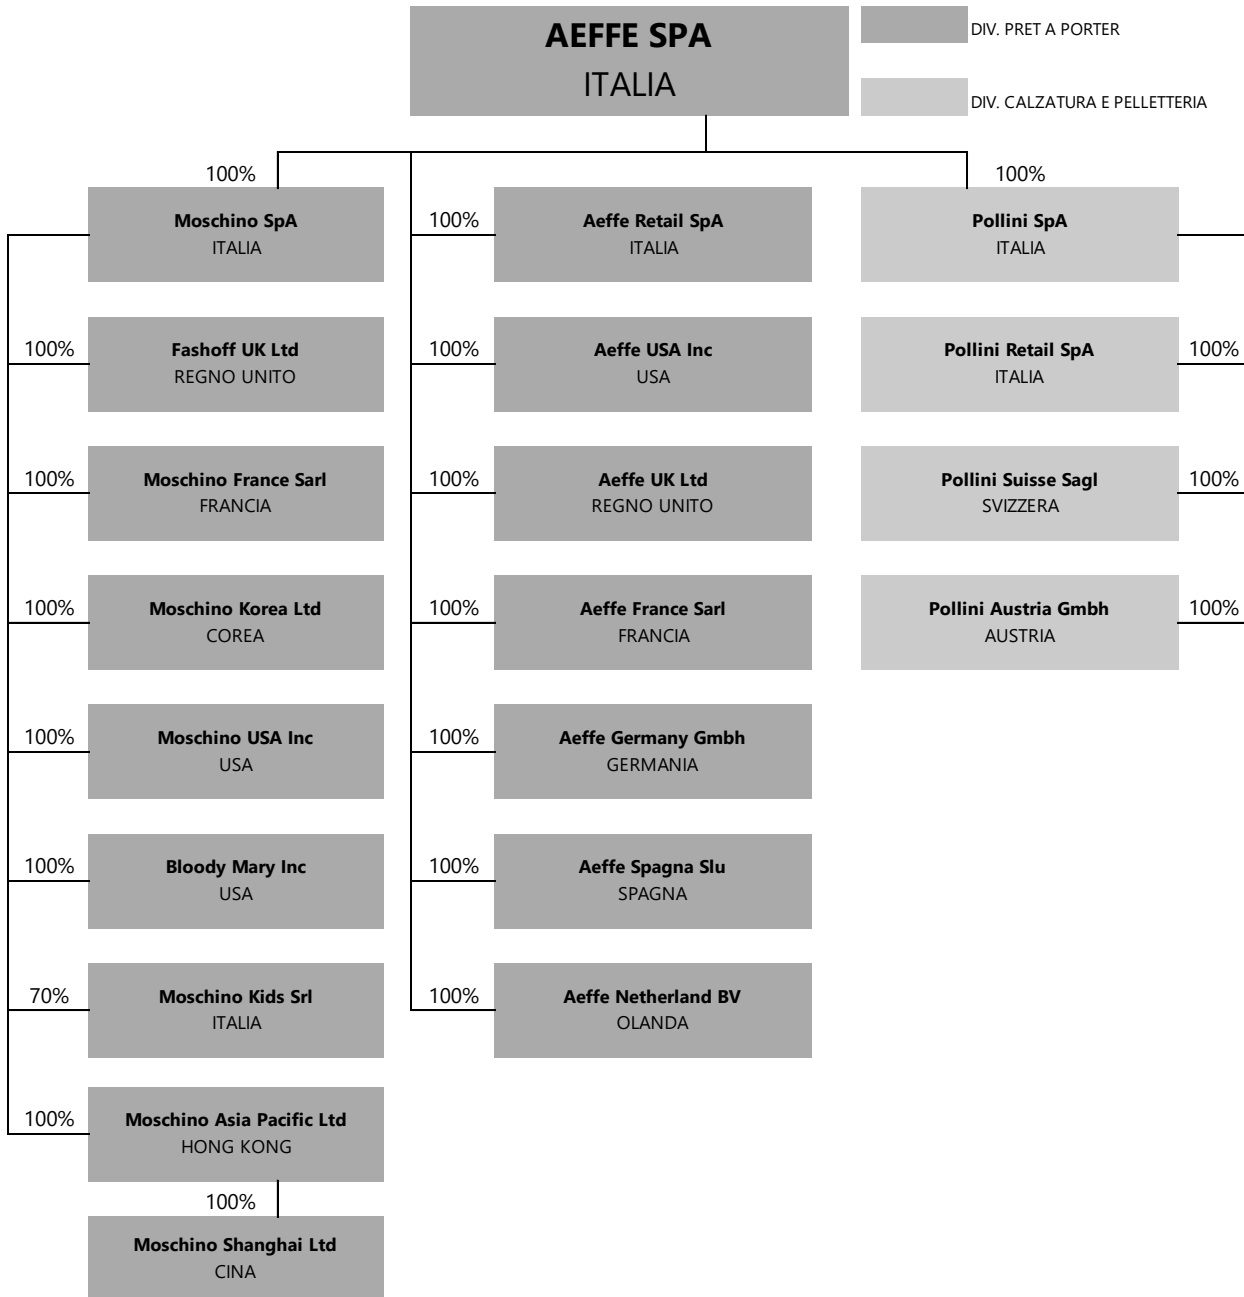 AEFFE SPA
ITALIA
DIV. PRET A PORTER
DIV. CALZATURA E PELLETTERIA
100%
Moschino SpA
ITALIA
100%
Fashoff UK Ltd
REGNO UNITO
100%
Moschino France Sarl
FRANCIA
100%
Moschino Korea Ltd
COREA
100%
Moschino USA Inc
USA
100%
Bloody Mary Inc
USA
70%
Moschino Kids Srl
ITALIA
100%
Moschino Asia Pacific Ltd
HONG KONG
100%
Moschino Shanghai Ltd
CINA
100%
Aeffe Retail SpA
ITALIA
100%
Aeffe USA Inc
USA
100%
Aeffe UK Ltd
REGNO UNITO
100%
Aeffe France Sarl
FRANCIA
100%
Aeffe Germany Gmbh
GERMANIA
100%
Aeffe Spagna Slu
SPAGNA
100%
Aeffe Netherland BV
OLANDA
100%
Pollini SpA
ITALIA
Pollini Retail SpA
ITALIA
100%
Pollini Suisse Sagl
SVIZZERA
100%
Pollini Austria Gmbh
AUSTRIA
100%